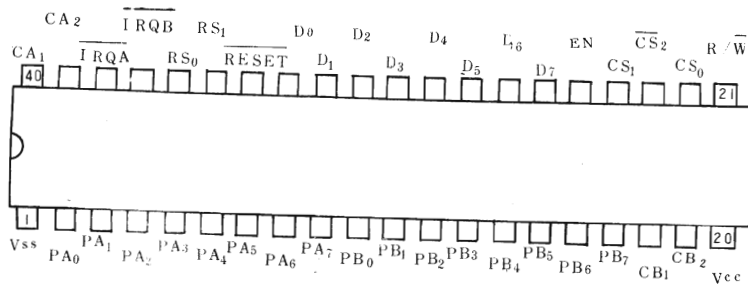 CA₂ IRQB RS₁ D₀ D₂ D₄ D₆ EN CS₂ R/W
CA₁ IRQA RS₀ RESET D₁ D₃ D₅ D₇ CS₁ CS₀
40 21
1 20
Vss PA₁ PA₃ PA₅ PA₇ PB₁ PB₃ PB₅ PB₇ CB₂ Vcc
PA₀ PA₂ PA₄ PA₆ PB₀ PB₂ PB₄ PB₆ CB₁